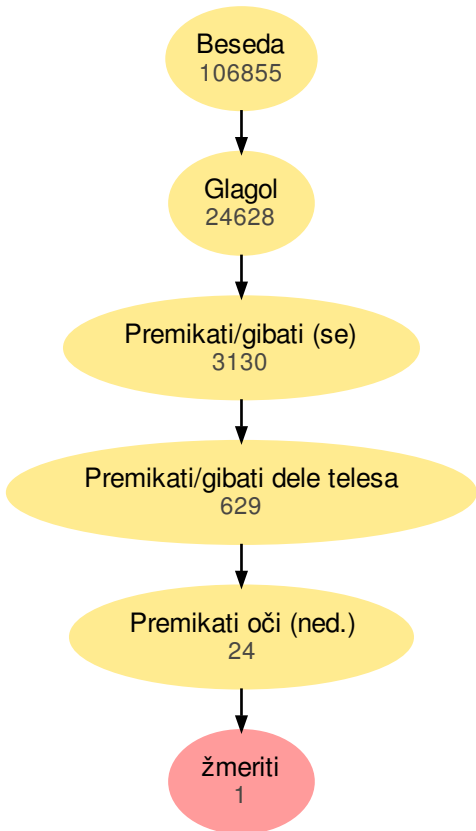 Beseda
106855
Glagol
24628
Premikati/gibati (se)
3130
Premikati/gibati dele telesa
629
Premikati oči (ned.)
24
žmeriti
1